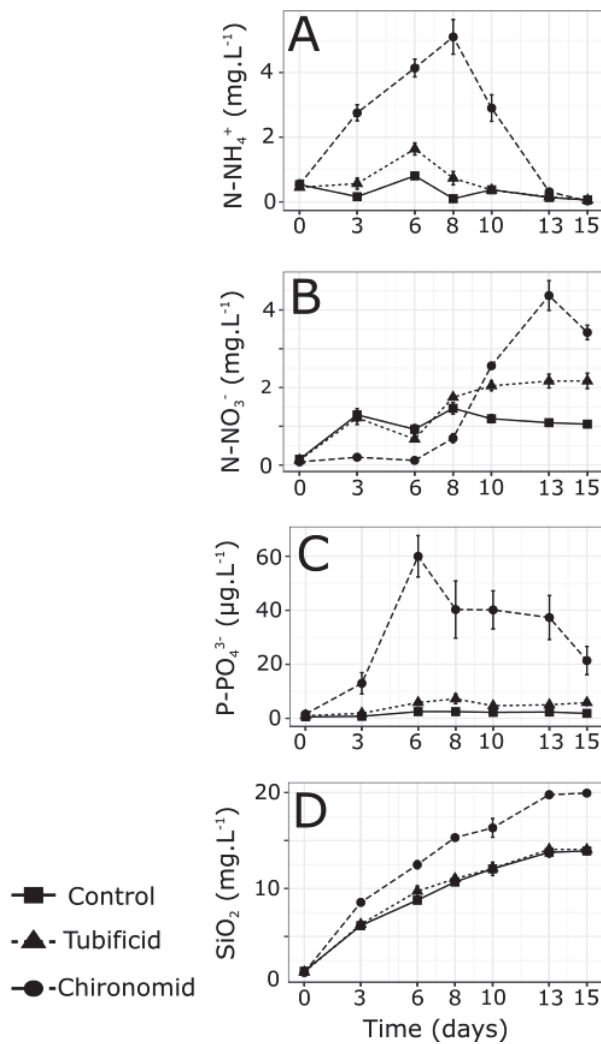 A
N-NH₄⁺ (mg.L⁻¹)
4
2
0
0 3 6 8 10 13 15
B
N-NO₃⁻ (mg.L⁻¹)
4
2
0
0 3 6 8 10 13 15
C
P-PO₄³⁻ (µg.L⁻¹)
60
40
20
0
0 3 6 8 10 13 15
D
SiO₂ (mg.L⁻¹)
20
10
0
0 3 6 8 10 13 15
Time (days)
Control
Tubificid
Chironomid